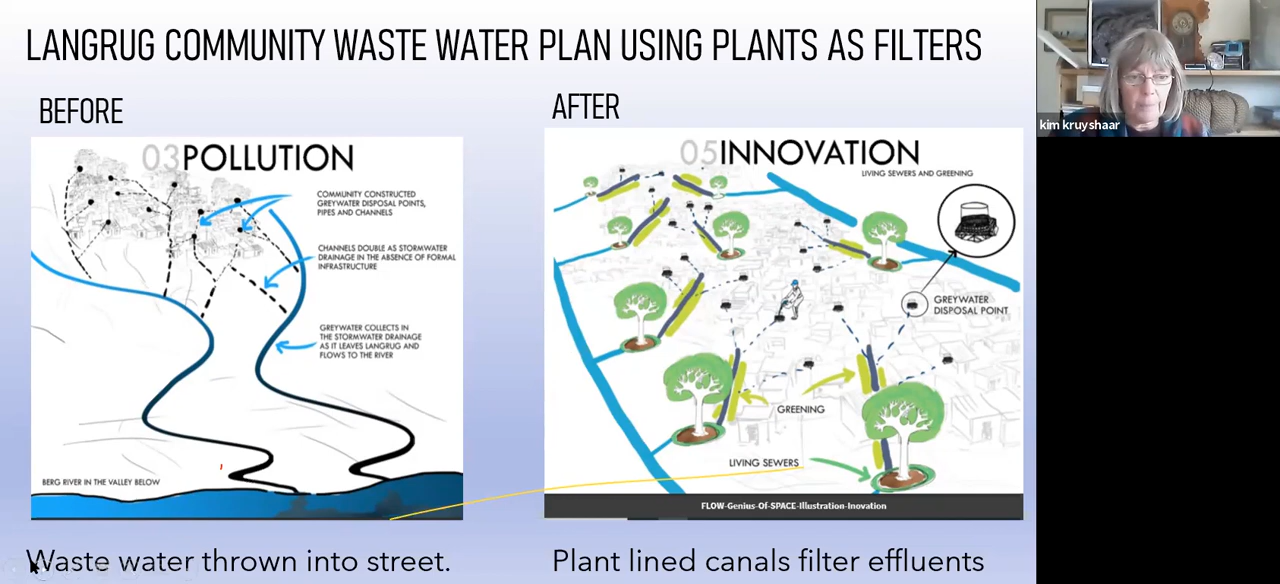 LANGRUG COMMUNITY WASTE WATER PLAN USING PLANTS AS FILTERS
kim kruyshaar
BEFORE
03POLLUTION
COMMUNITY CONSTRUCTED
GREYWATER DISPOSAL POINTS,
PIPES AND CHANNELS
CHANNELS DOUBLE AS STORMWATER
DRAINAGE IN THE ABSENCE OF FORMAL
INFRASTRUCTURE
GREYWATER COLLECTS IN
THE STORMWATER DRAINAGE
AS IT LEAVES LANGRUG AND
FLOWS TO THE RIVER
BERG RIVER IN THE VALLEY BELOW
Waste water thrown into street.
AFTER
05INNOVATION
LIVING SEWERS AND GREENING
GREYWATER
DISPOSAL POINT
GREENING
LIVING SEWERS
FLOW-Genius-Of-SPACE-Illustration-Inovation
Plant lined canals filter effluents